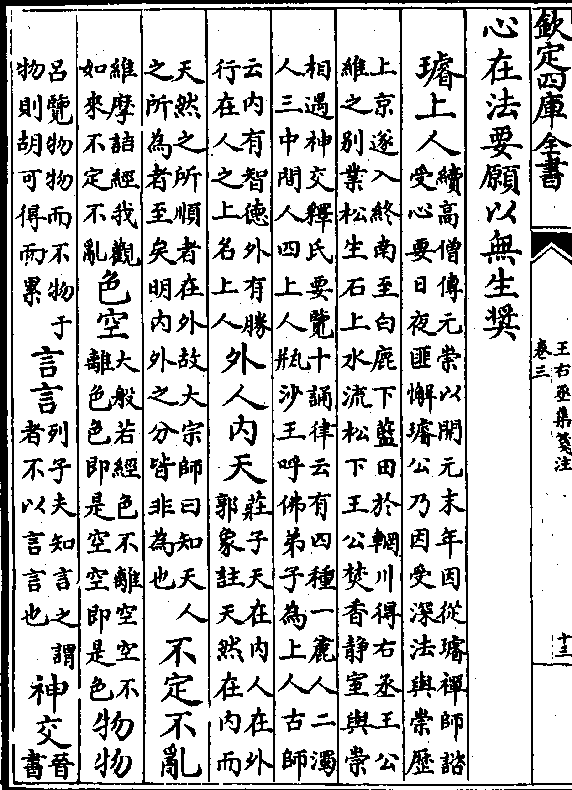 欽定四庫全書
王右丞集箋注
卷三
十三
心在法要願以無生奬
璿上人
續高僧傳元崇以開元末年因從璿禪師諮
受心要日夜匪懈璿公乃因受深法與崇歷
上京遂入終南至白鹿下藍田於輞川得右丞王公
維之别業松生石上水流松下王公焚香静室與崇
相遇神交釋氏要覽十誦律云有四種一麄人二濁
人三中間人四上人瓶沙王呼佛弟子為上人古師
云内有智德外有勝
行在人之上名上人
外人内天
莊子天在内人在外
郭象註天然在内而
天然之所順者在外故大宗師曰知天人
之所為者至矣明内外之分皆非為也
不定不亂
維摩詰經我觀
如來不定不亂
色空
大般若經色不離空空不
離色色即是空空即是色
物物
吕覽物物而不物于
物則胡可得而累
言言
列子夫知言之謂
者不以言言也
神交
晉
書